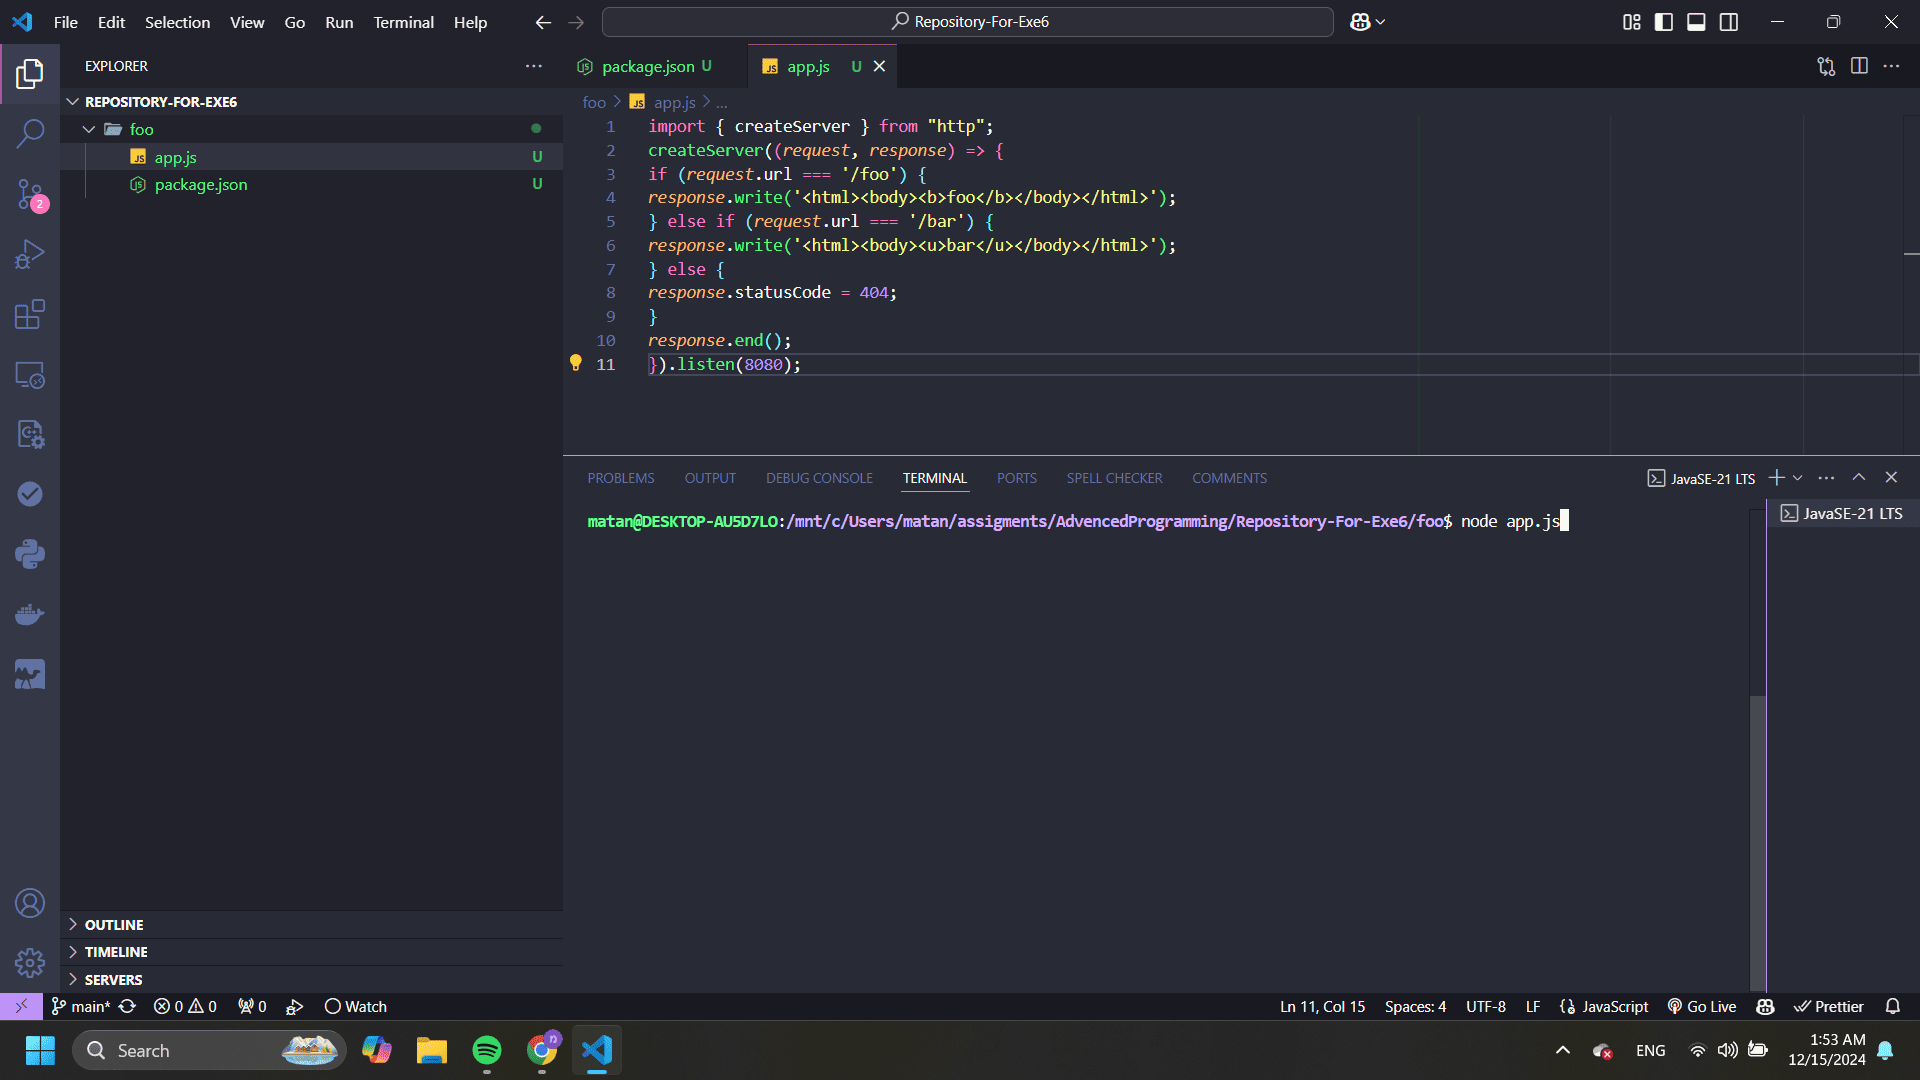 File Edit Selection View Go Run Terminal Help
Repository-For-Exe6
EXPLORER
REPOSITORY-FOR-EXE6
foo
app.js U
package.json U
2
OUTLINE
TIMELINE
SERVERS
package.json U
app.js U
foo > app.js > ...
1 import { createServer } from "http";
2 createServer((request, response) => {
3 if (request.url === '/foo') {
4 response.write('<html><body><b>foo</b></body></html>');
5 } else if (request.url === '/bar') {
6 response.write('<html><body><u>bar</u></body></html>');
7 } else {
8 response.statusCode = 404;
9 }
10 response.end();
11 }).listen(8080);
PROBLEMS OUTPUT DEBUG CONSOLE TERMINAL PORTS SPELL CHECKER COMMENTS
JavaSE-21 LTS
matan@DESKTOP-AU5D7LO:/mnt/c/Users/matan/assigments/AdvencedProgramming/Repository-For-Exe6/foo$ node app.js
JavaSE-21 LTS
main* 0 0 0 Watch
Ln 11, Col 15 Spaces: 4 UTF-8 LF {} JavaScript Go Live Prettier
Search
n
ENG
1:53 AM
12/15/2024